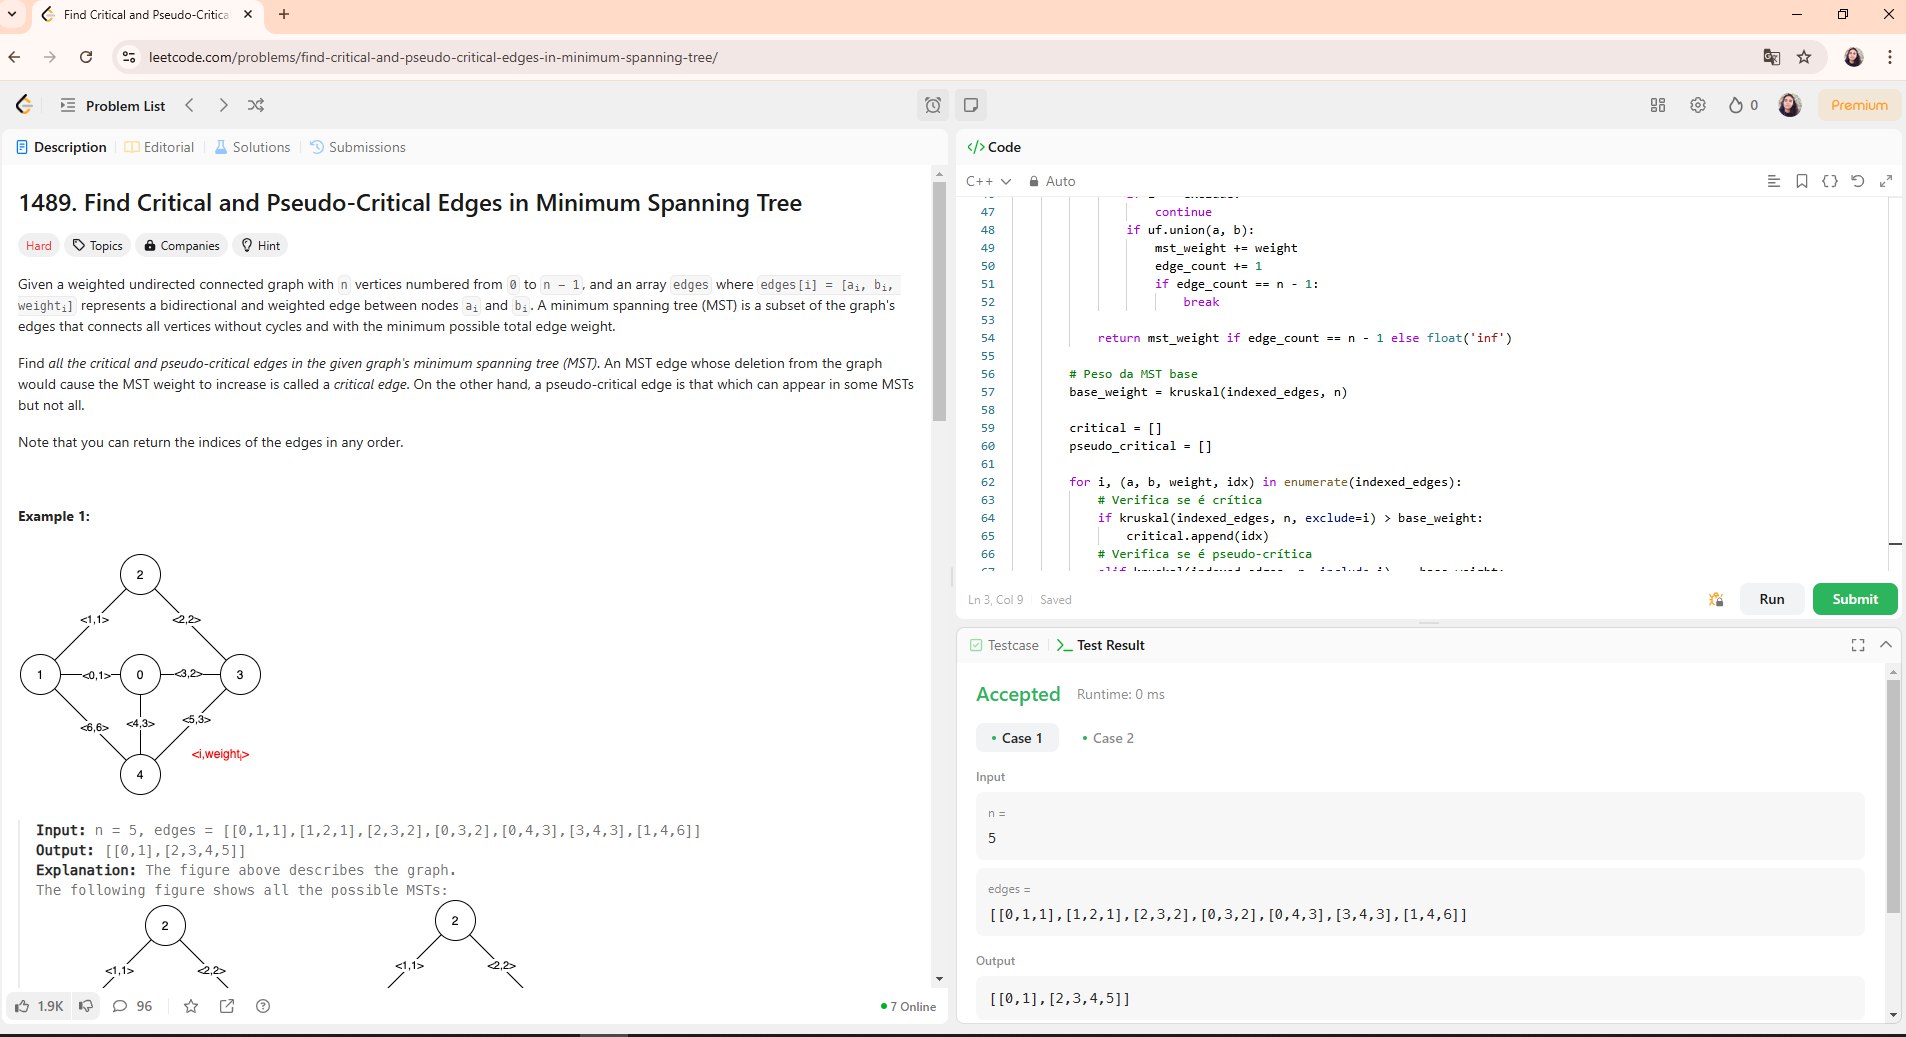 Find Critical and Pseudo-Critica
leetcode.com/problems/find-critical-and-pseudo-critical-edges-in-minimum-spanning-tree/
Problem List
0
Premium
Description
Editorial
Solutions
Submissions
1489. Find Critical and Pseudo-Critical Edges in Minimum Spanning Tree
Hard Topics Companies Hint
Given a weighted undirected connected graph with n vertices numbered from 0 to n - 1, and an array edges where edges[i] = [aᵢ, bᵢ,
weightᵢ] represents a bidirectional and weighted edge between nodes aᵢ and bᵢ. A minimum spanning tree (MST) is a subset of the graph's
edges that connects all vertices without cycles and with the minimum possible total edge weight.
Find all the critical and pseudo-critical edges in the given graph's minimum spanning tree (MST). An MST edge whose deletion from the graph
would cause the MST weight to increase is called a critical edge. On the other hand, a pseudo-critical edge is that which can appear in some MSTs
but not all.
Note that you can return the indices of the edges in any order.
Example 1:
2
<1,1> <2,2>
1 <0,1> 0 <3,2> 3
<6,6> <4,3> <5,3>
<i,weightᵢ>
4
Input: n = 5, edges = [[0,1,1],[1,2,1],[2,3,2],[0,3,2],[0,4,3],[3,4,3],[1,4,6]]
Output: [[0,1],[2,3,4,5]]
Explanation: The figure above describes the graph.
The following figure shows all the possible MSTs:
2 2
<1,1> <2,2> <1,1> <2,2>
1.9K 96
7 Online
Code
C++ Auto
47 continue
48 if uf.union(a, b):
49 mst_weight += weight
50 edge_count += 1
51 if edge_count == n - 1:
52 break
53
54 return mst_weight if edge_count == n - 1 else float('inf')
55
56 # Peso da MST base
57 base_weight = kruskal(indexed_edges, n)
58
59 critical = []
60 pseudo_critical = []
61
62 for i, (a, b, weight, idx) in enumerate(indexed_edges):
63 # Verifica se é crítica
64 if kruskal(indexed_edges, n, exclude=i) > base_weight:
65 critical.append(idx)
66 # Verifica se é pseudo-crítica
Ln 3, Col 9 Saved
Run
Submit
Testcase
Test Result
Accepted Runtime: 0 ms
Case 1 Case 2
Input
n =
5
edges =
[[0,1,1],[1,2,1],[2,3,2],[0,3,2],[0,4,3],[3,4,3],[1,4,6]]
Output
[[0,1],[2,3,4,5]]